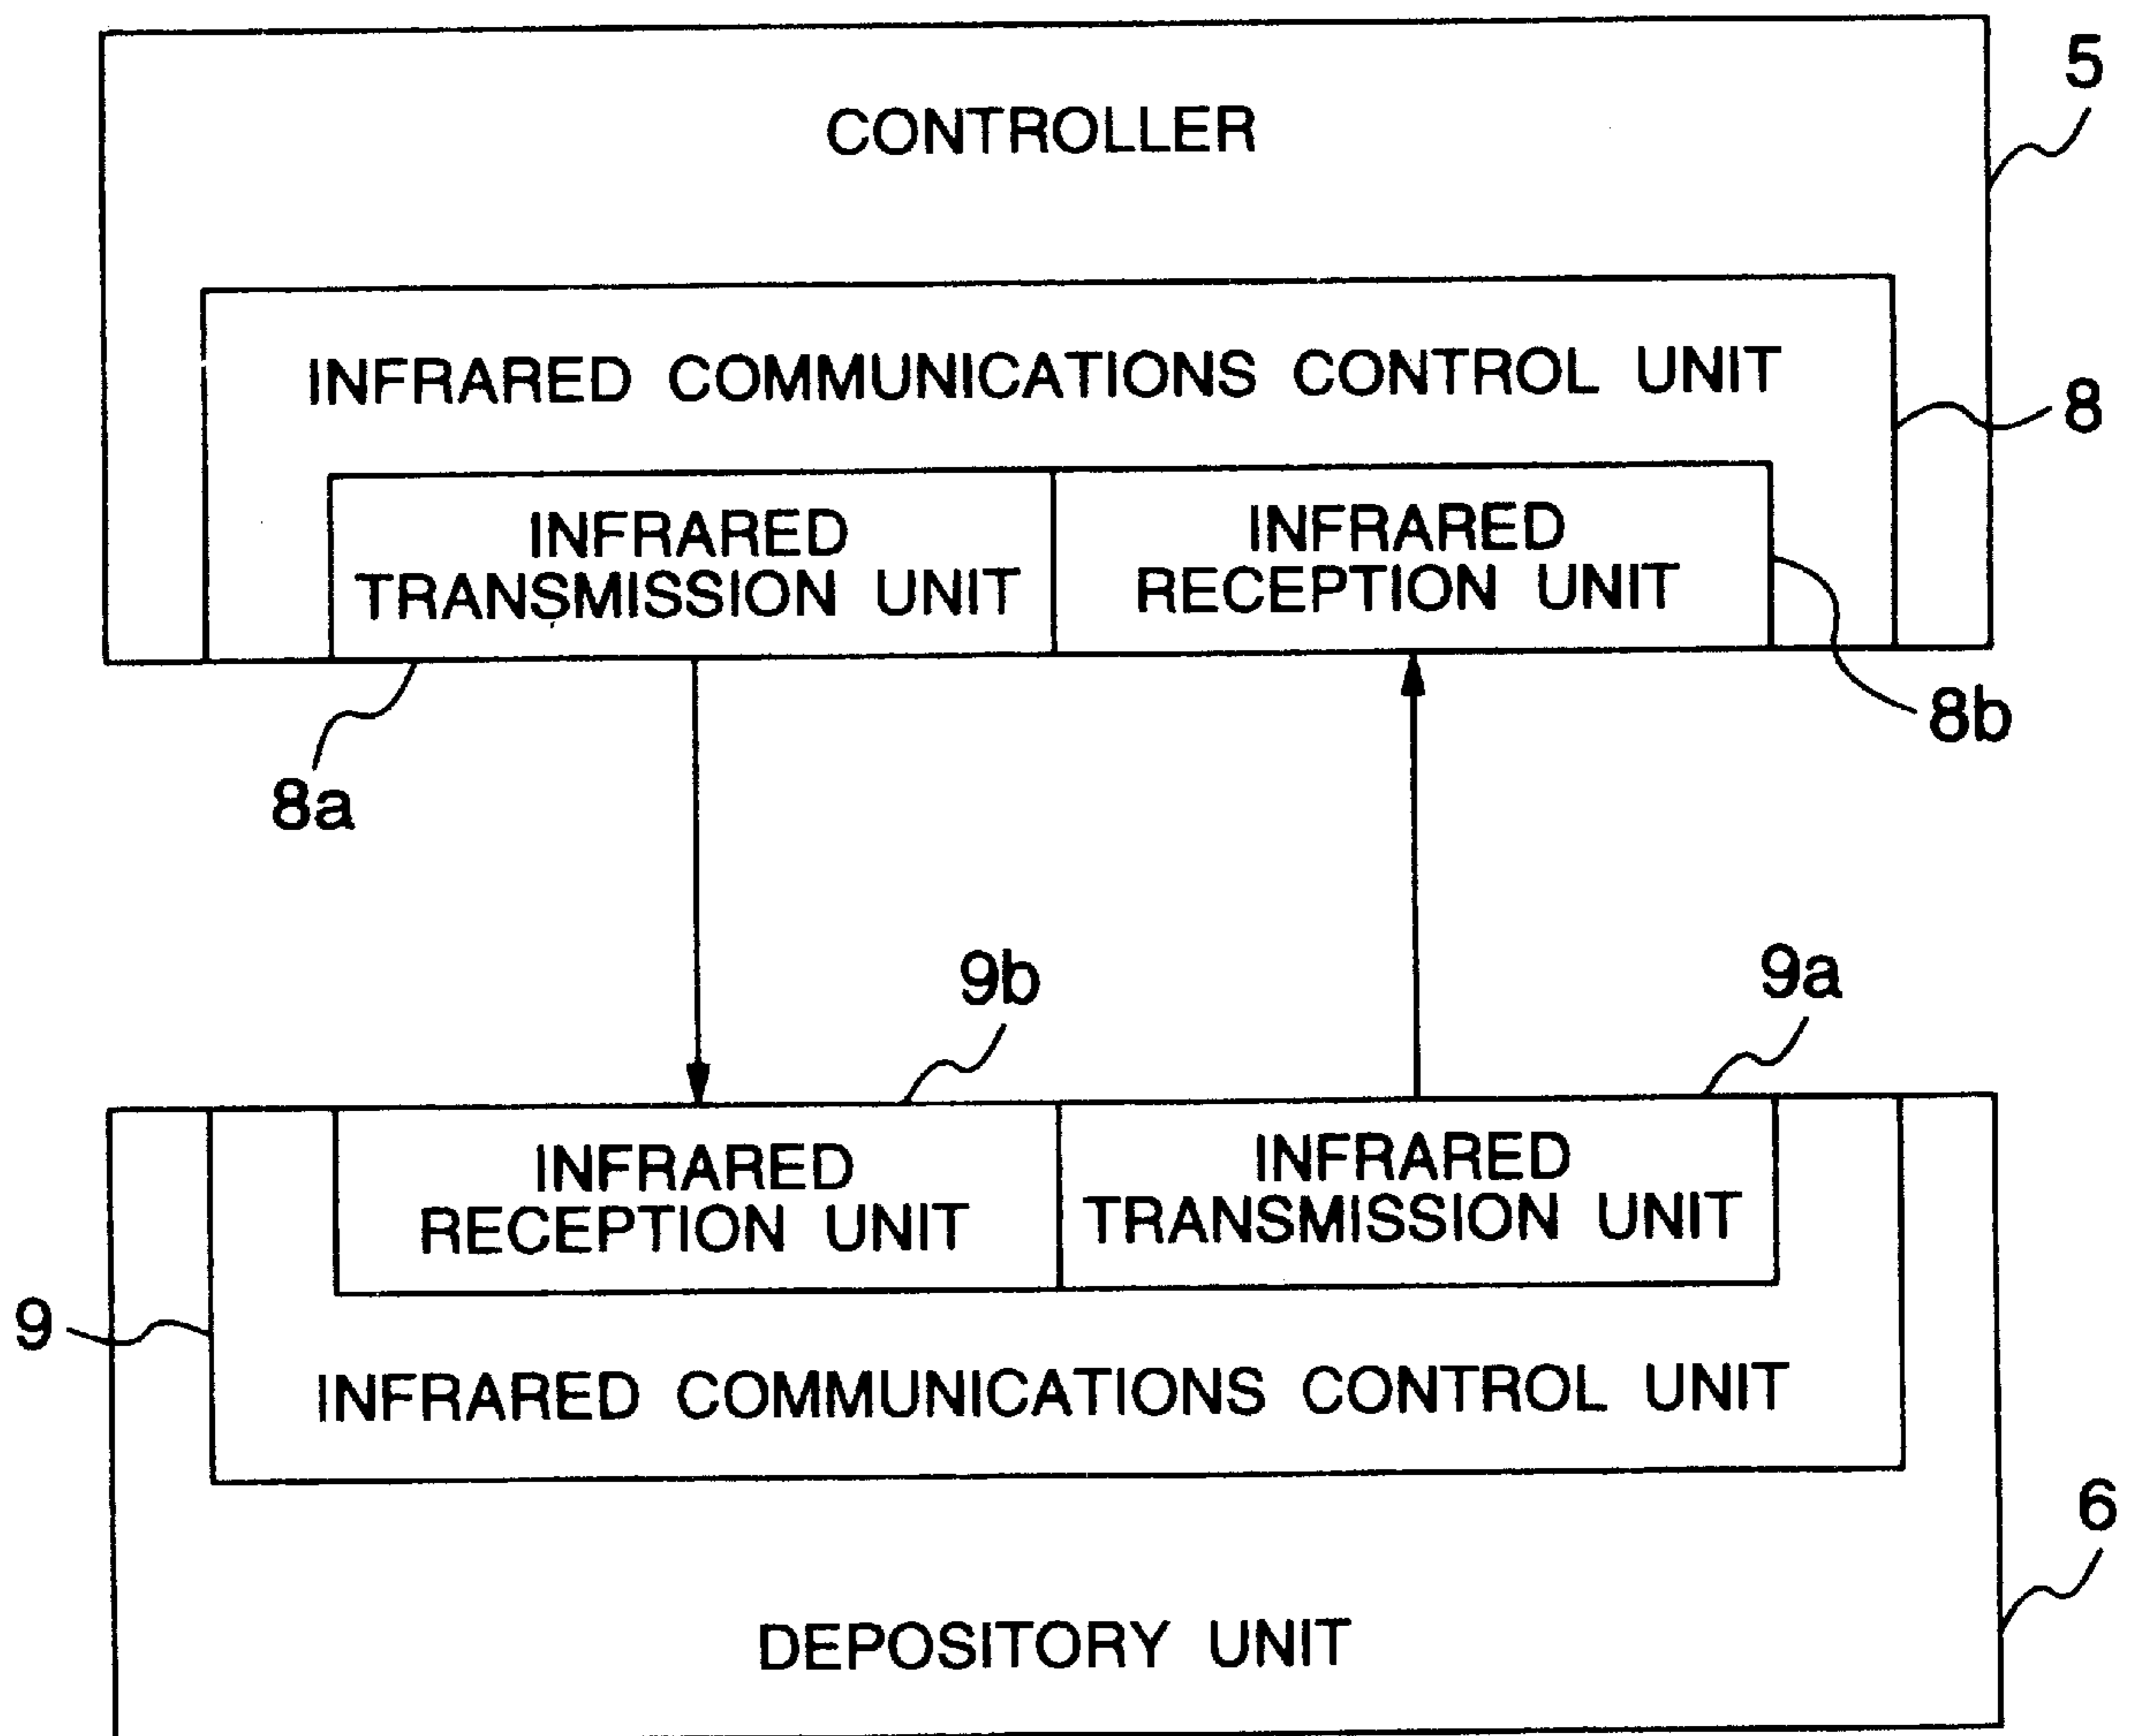 5
CONTROLLER
INFRARED COMMUNICATIONS CONTROL UNIT
8
INFRARED
TRANSMISSION UNIT
INFRARED
RECEPTION UNIT
8b
8a
9b
9a
INFRARED
RECEPTION UNIT
INFRARED
TRANSMISSION UNIT
9
INFRARED COMMUNICATIONS CONTROL UNIT
6
DEPOSITORY UNIT